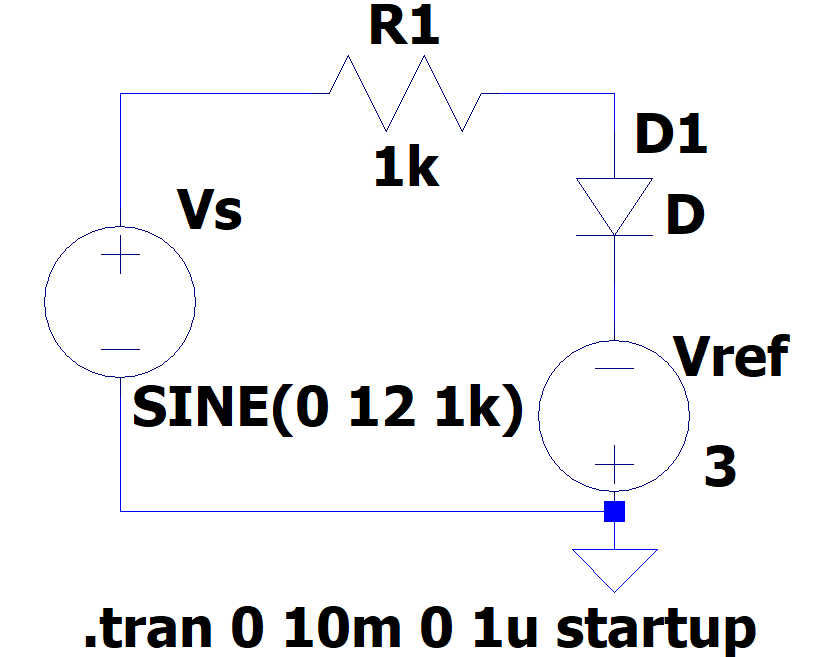 R1
1k
D1
D
Vs
SINE(0 12 1k)
Vref
3
.tran 0 10m 0 1u startup